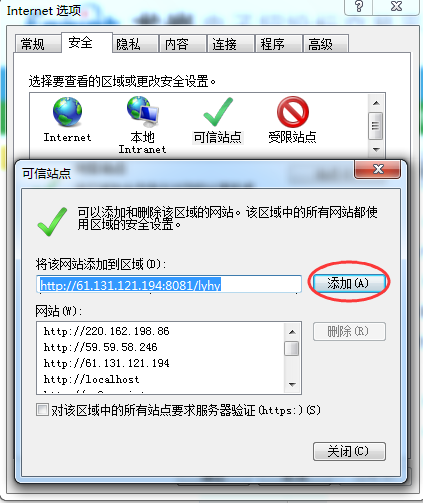 Internet 选项
常规 安全 隐私 内容 连接 程序 高级
选择要查看的区域或更改安全设置。
Internet 本地 Intranet 可信站点 受限站点
可信站点
可以添加和删除该区域的网站。该区域中的所有网站都使
用区域的安全设置。
将该网站添加到区域(D):
http://61.131.121.194:8081/lyhy 添加(A)
网站(W):
http://220.162.198.86 删除(R)
http://59.59.58.246
http://61.131.121.194
http://localhost
对该区域中的所有站点要求服务器验证(https:)(S)
关闭(C)